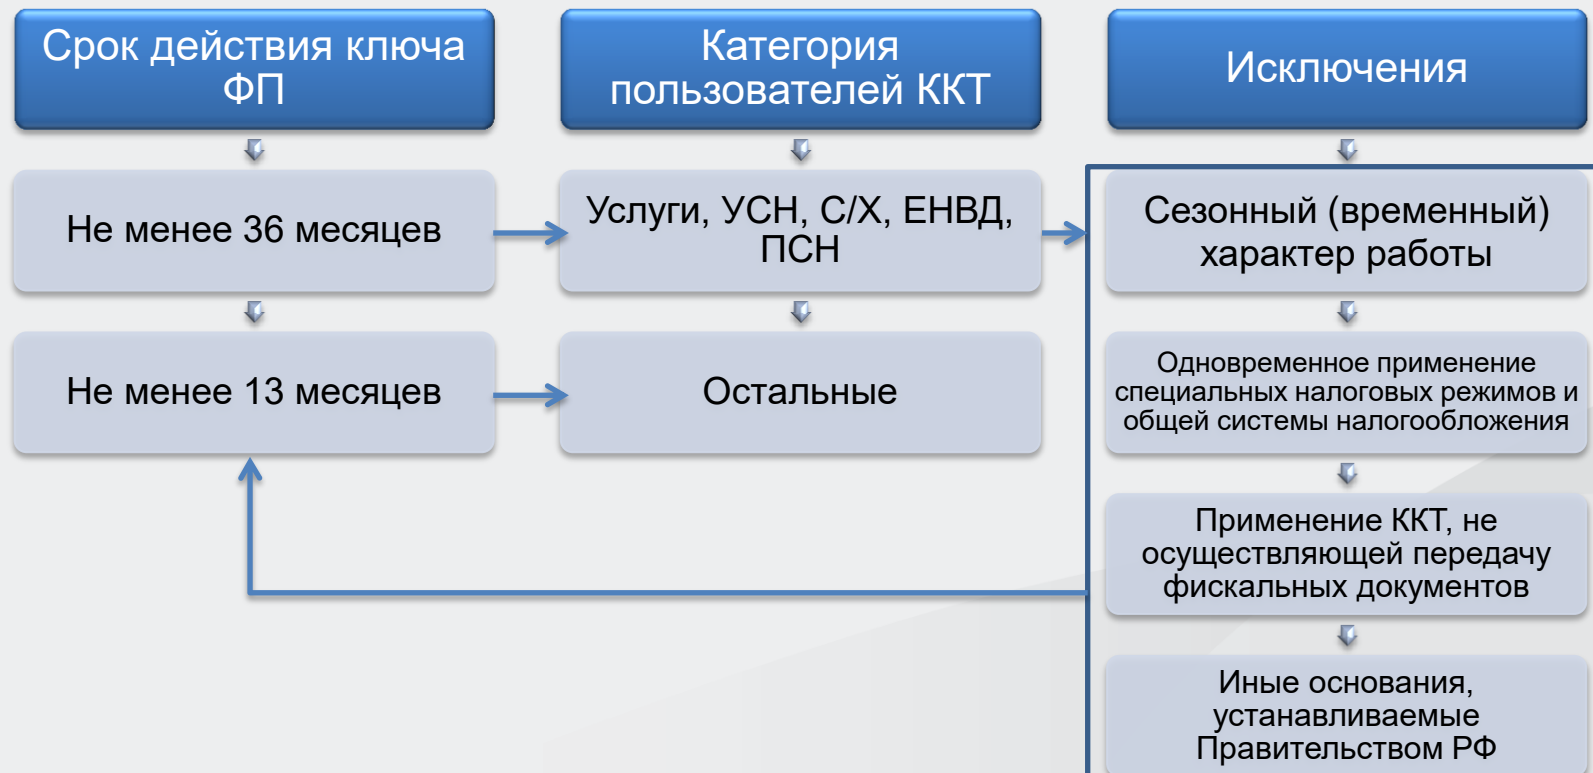 Срок действия ключа
ФП
Категория
пользователей ККТ
Исключения
Не менее 36 месяцев
Услуги, УСН, С/Х, ЕНВД,
ПСН
Сезонный (временный)
характер работы
Не менее 13 месяцев
Остальные
Одновременное применение
специальных налоговых режимов и
общей системы налогообложения
Применение ККТ, не
осуществляющей передачу
фискальных документов
Иные основания,
устанавливаемые
Правительством РФ